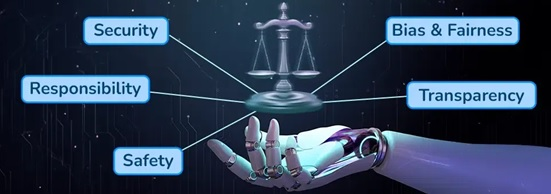 Security
Bias & Fairness
Responsibility
Transparency
Safety